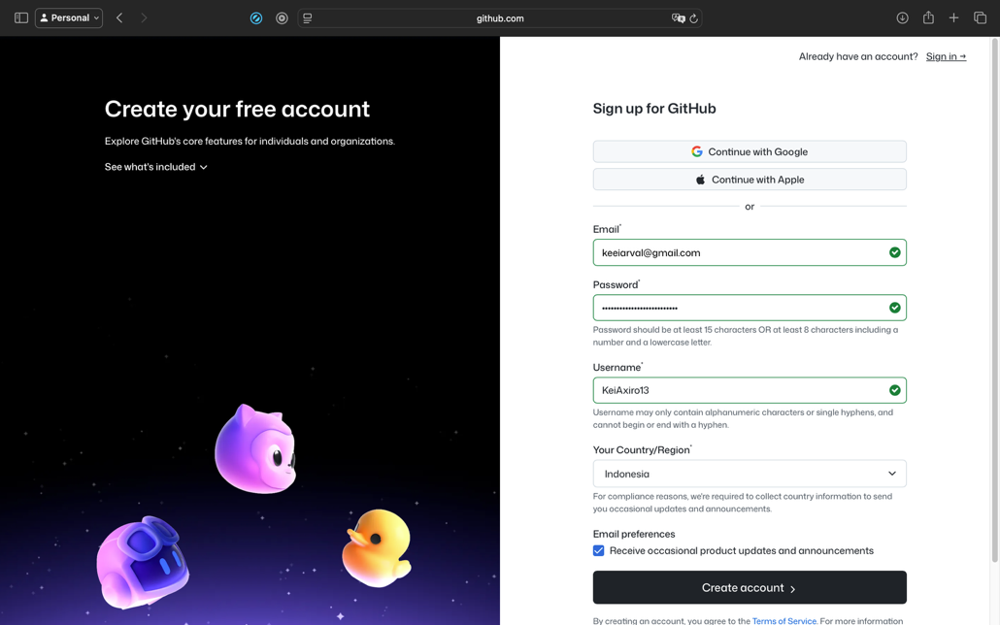 Personal
github.com
Already have an account? Sign in →
Create your free account
Explore GitHub's core features for individuals and organizations.
See what's included
Sign up for GitHub
Continue with Google
Continue with Apple
or
Email*
keeiarval@gmail.com
Password*
••••••••••••••••••••••••••
Password should be at least 15 characters OR at least 8 characters including a
number and a lowercase letter.
Username*
KeiAxiro13
Username may only contain alphanumeric characters or single hyphens, and
cannot begin or end with a hyphen.
Your Country/Region*
Indonesia
For compliance reasons, we're required to collect country information to send
you occasional updates and announcements.
Email preferences
Receive occasional product updates and announcements
Create account
By creating an account, you agree to the Terms of Service. For more information